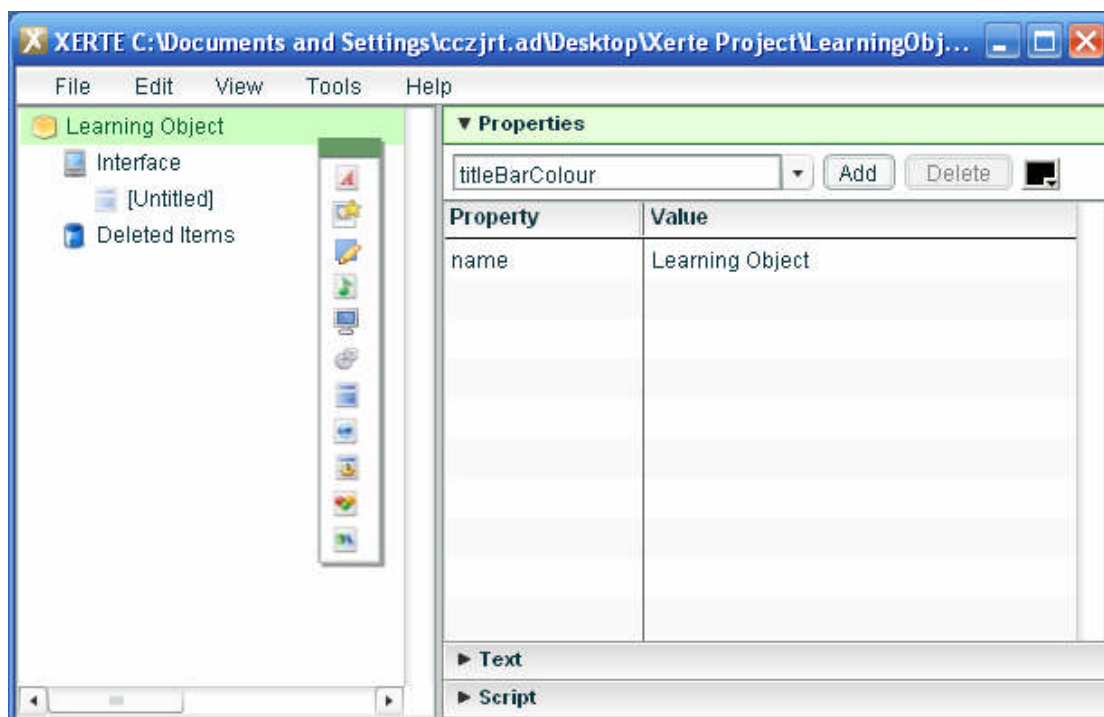 XERTE C:\Documents and Settings\cczjrt.ad\Desktop\Xerte Project\LearningObj...
File Edit View Tools Help
Learning Object
Interface
[Untitled]
Deleted Items
Properties
titleBarColour Add Delete
Property Value
name Learning Object
Text
Script